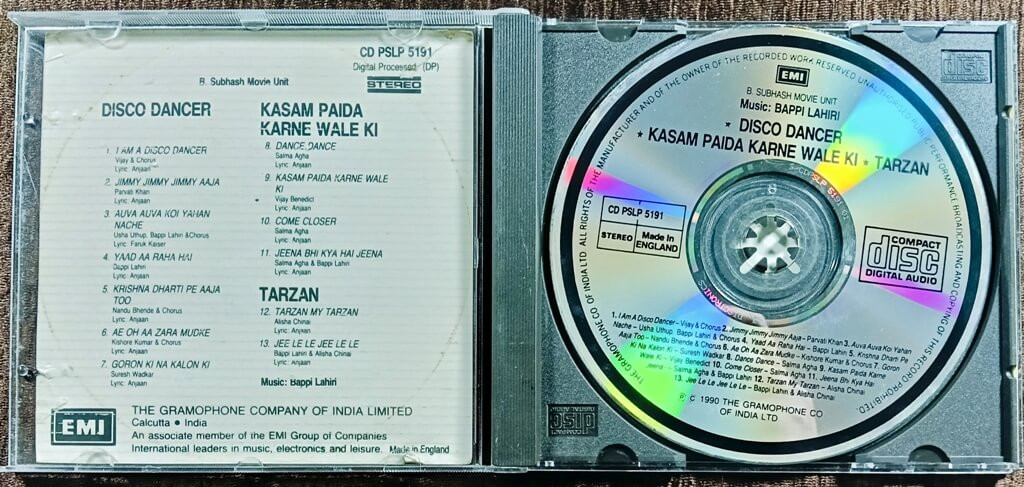 CD PSLP 5191
Digital Processed (DP)
STEREO
B. Subhash Movie Unit
DISCO DANCER
1. I AM A DISCO DANCER
Vijay & Chorus
Lyric: Anjaan
2. JIMMY JIMMY JIMMY AAJA
Parvati Khan
Lyric: Anjaan
3. AUVA AUVA KOI YAHAN
NACHE
Usha Uthup, Bappi Lahiri &Chorus
Lyric: Faruk Kaiser
4. YAAD AA RAHA HAI
Bappi Lahiri
Lyric: Anjaan
5. KRISHNA DHARTI PE AAJA
TOO
Nandu Bhende & Chorus
Lyric: Anjaan
6. AE OH AA ZARA MUDKE
Kishore Kumar & Chorus
Lyric: Anjaan
7. GORON KI NA KALON KI
Suresh Wadkar
Lyric: Anjaan
KASAM PAIDA
KARNE WALE KI
8. DANCE DANCE
Salma Agha
Lyric: Anjaan
9. KASAM PAIDA KARNE WALE
KI
Vijay Benedict
Lyric: Anjaan
10. COME CLOSER
Salma Agha
Lyric: Anjaan
11. JEENA BHI KYA HAI JEENA
Salma Agha & Bappi Lahiri
Lyric: Anjaan
TARZAN
12. TARZAN MY TARZAN
Alisha Chinai
Lyric: Anjaan
13. JEE LE LE JEE LE LE
Bappi Lahiri & Alisha Chinai
Lyric: Anjaan
Music: Bappi Lahiri
EMI
THE GRAMOPHONE COMPANY OF INDIA LIMITED
Calcutta • India
An associate member of the EMI Group of Companies
International leaders in music, electronics and leisure. Made in England
ALL RIGHTS OF THE MANUFACTURER AND OF THE OWNER OF THE RECORDED WORK RESERVED UNAUTHORISED PUBLIC PERFORMANCE BROADCASTING AND COPYING OF THIS RECORD PROHIBITED
THE GRAMOPHONE CO OF INDIA LTD
EMI
B. SUBHASH MOVIE UNIT
Music: BAPPI LAHIRI
* DISCO DANCER
* KASAM PAIDA KARNE WALE KI * TARZAN
CD PSLP 5191
STEREO
Made in
ENGLAND
COMPACT
disc
DIGITAL AUDIO
1. I Am A Disco Dancer – Vijay & Chorus 2. Jimmy Jimmy Jimmy Aaja – Parvati Khan 3. Auva Auva Koi Yahan
Nache – Usha Uthup, Bappi Lahiri & Chorus 4. Yaad Aa Raha Hai – Bappi Lahiri 5. Krishna Dharti Pe
Aaja Too – Nandu Bhende & Chorus 6. Ae Oh Aa Zara Mudke – Kishore Kumar & Chorus 7. Goron
Ki Na Kalon Ki – Suresh Wadkar 8. Dance Dance – Salma Agha 9. Kasam Paida Karne
Wale Ki – Vijay Benedict 10. Come Closer – Salma Agha 11. Jeena Bhi Kya Hai
Jeena – Salma Agha & Bappi Lahiri 12. Tarzan My Tarzan – Alisha Chinai
13. Jee Le Le Jee Le Le – Bappi Lahiri & Alisha Chinai
℗ © 1990 THE GRAMOPHONE CO
OF INDIA LTD